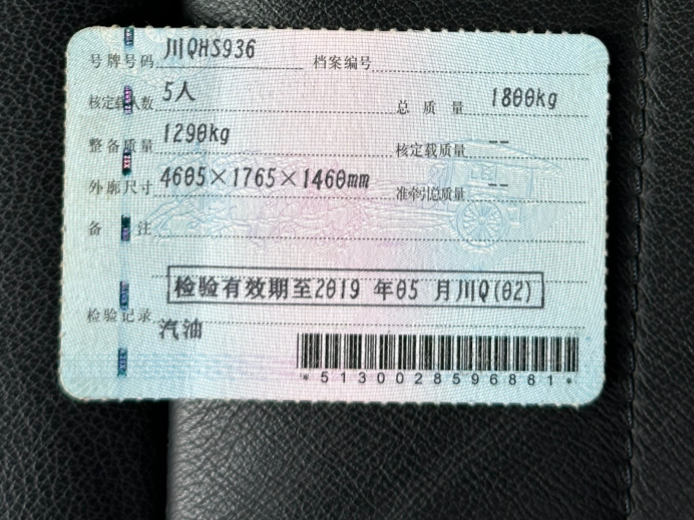 号牌号码 川QHS936 档案编号
核定载人数 5人 总质量 1800kg
整备质量 1290kg 核定载质量 --
外廓尺寸 4605×1765×1460mm 准牵引总质量 --
备注
检验有效期至2019 年05 月川Q(02)
检验记录
汽油
*5130028596861*